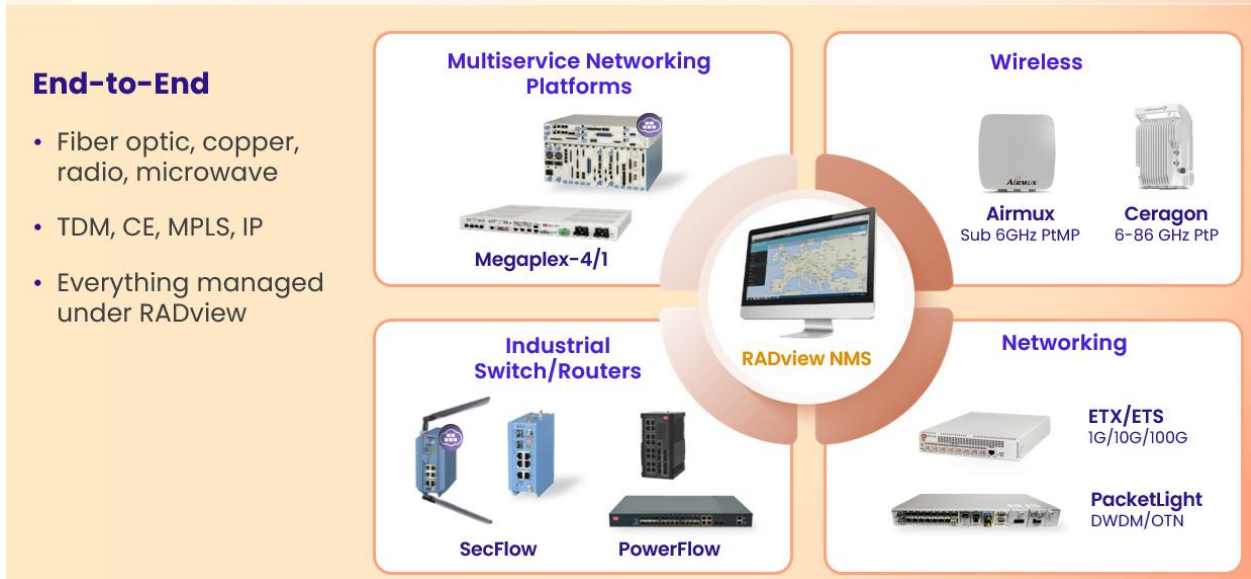 End-to-End
• Fiber optic, copper,
radio, microwave
• TDM, CE, MPLS, IP
• Everything managed
under RADview
Multiservice Networking
Platforms
Megaplex-4/1
Wireless
AIRMUX
Airmux
Sub 6GHz PtMP
Ceragon
6-86 GHz PtP
RADview NMS
Industrial
Switch/Routers
SecFlow
PowerFlow
Networking
ETX/ETS
1G/10G/100G
PacketLight
DWDM/OTN